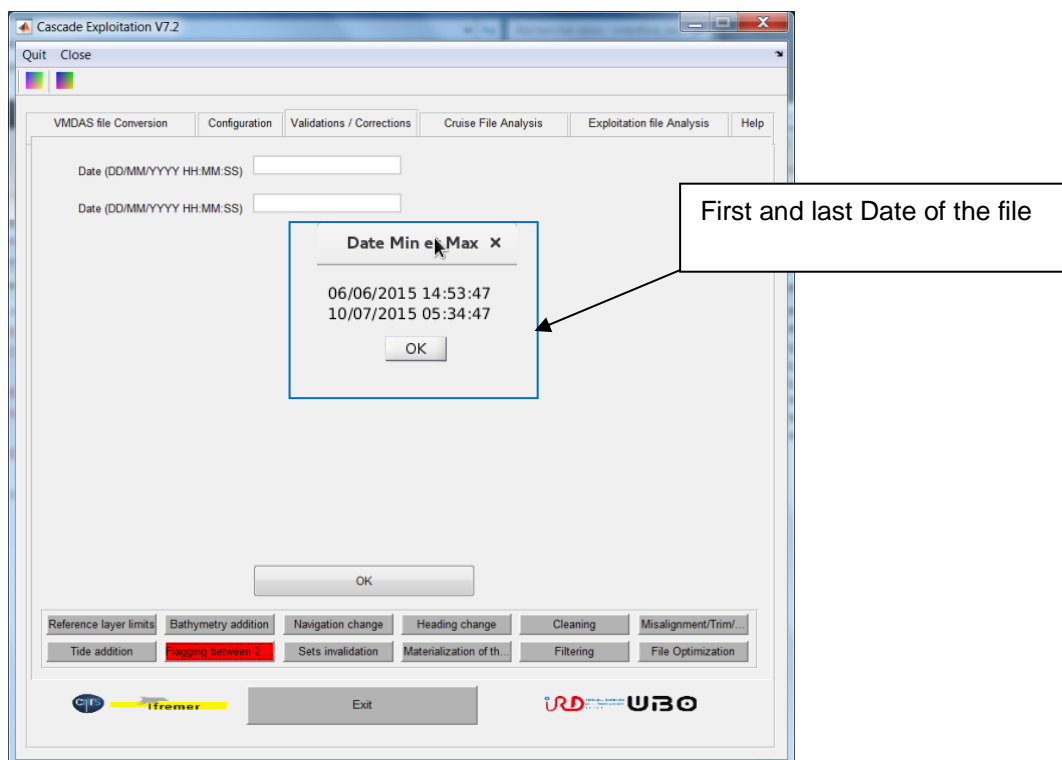 Cascade Exploitation V7.2
Quit Close
VMDAS file Conversion Configuration Validations / Corrections Cruise File Analysis Exploitation file Analysis Help
Date (DD/MM/YYYY HH:MM:SS)
Date (DD/MM/YYYY HH:MM:SS)
First and last Date of the file
Date Min et Max ×
06/06/2015 14:53:47
10/07/2015 05:34:47
OK
OK
Reference layer limits Bathymetry addition Navigation change Heading change Cleaning Misalignment/Trim/...
Tide addition Flagging between 2 ... Sets invalidation Materialization of th... Filtering File Optimization
cnrs Ifremer Exit IRD UBO